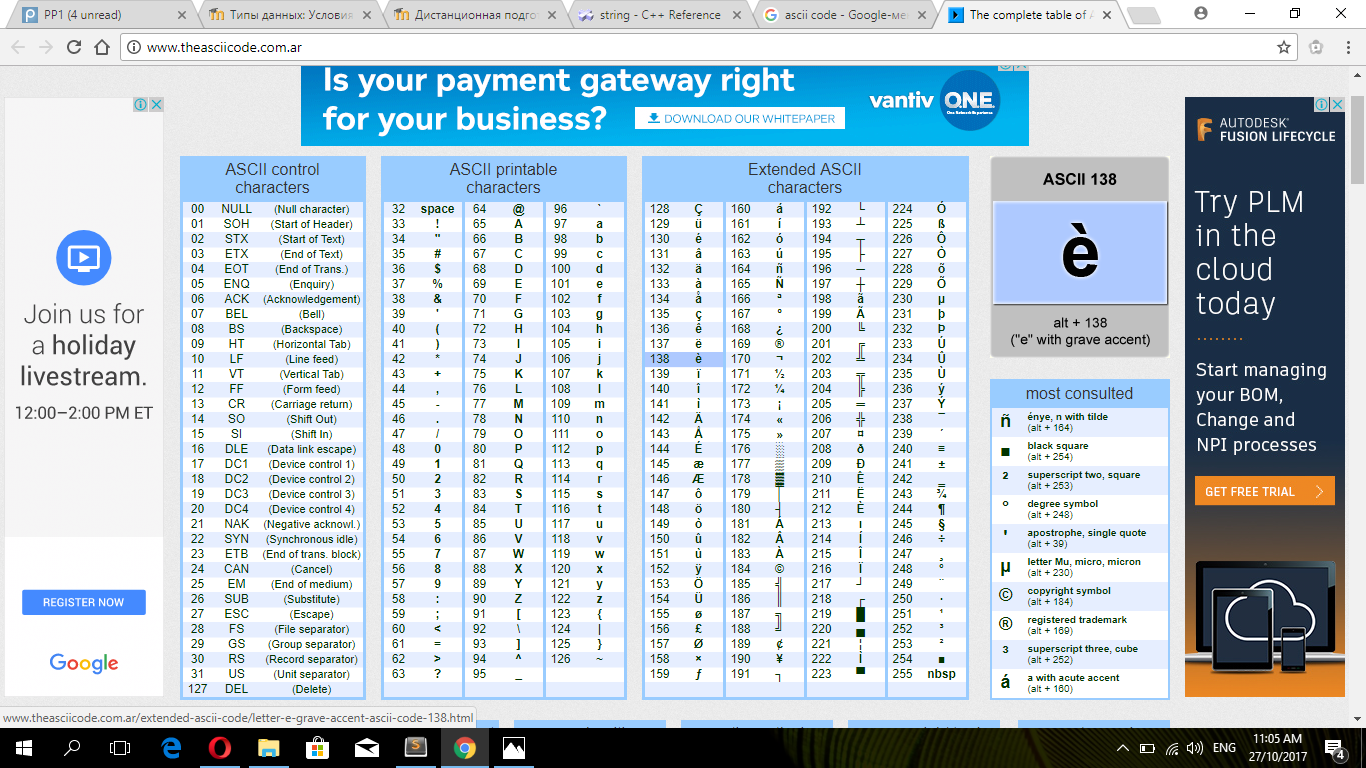 PP1 (4 unread)
Типы данных: Условия
Дистанционная подгот
string - C++ Reference
ascii code - Google-ме
The complete table of A
www.theasciicode.com.ar
Is your payment gateway right
for your business?
DOWNLOAD OUR WHITEPAPER
vantiv O.N.E.
One Network Experience
Join us for
a holiday
livestream.
12:00–2:00 PM ET
REGISTER NOW
Google
ASCII control
characters
00 NULL (Null character)
01 SOH (Start of Header)
02 STX (Start of Text)
03 ETX (End of Text)
04 EOT (End of Trans.)
05 ENQ (Enquiry)
06 ACK (Acknowledgement)
07 BEL (Bell)
08 BS (Backspace)
09 HT (Horizontal Tab)
10 LF (Line feed)
11 VT (Vertical Tab)
12 FF (Form feed)
13 CR (Carriage return)
14 SO (Shift Out)
15 SI (Shift In)
16 DLE (Data link escape)
17 DC1 (Device control 1)
18 DC2 (Device control 2)
19 DC3 (Device control 3)
20 DC4 (Device control 4)
21 NAK (Negative acknowl.)
22 SYN (Synchronous idle)
23 ETB (End of trans. block)
24 CAN (Cancel)
25 EM (End of medium)
26 SUB (Substitute)
27 ESC (Escape)
28 FS (File separator)
29 GS (Group separator)
30 RS (Record separator)
31 US (Unit separator)
127 DEL (Delete)
ASCII printable
characters
32 space 64 @ 96 `
33 ! 65 A 97 a
34 " 66 B 98 b
35 # 67 C 99 c
36 $ 68 D 100 d
37 % 69 E 101 e
38 & 70 F 102 f
39 ' 71 G 103 g
40 ( 72 H 104 h
41 ) 73 I 105 i
42 * 74 J 106 j
43 + 75 K 107 k
44 , 76 L 108 l
45 - 77 M 109 m
46 . 78 N 110 n
47 / 79 O 111 o
48 0 80 P 112 p
49 1 81 Q 113 q
50 2 82 R 114 r
51 3 83 S 115 s
52 4 84 T 116 t
53 5 85 U 117 u
54 6 86 V 118 v
55 7 87 W 119 w
56 8 88 X 120 x
57 9 89 Y 121 y
58 : 90 Z 122 z
59 ; 91 [ 123 {
60 < 92 \ 124 |
61 = 93 ] 125 }
62 > 94 ^ 126 ~
63 ? 95 _
Extended ASCII
characters
128 Ç 160 á 192 └ 224 Ó
129 ü 161 í 193 ┴ 225 ß
130 é 162 ó 194 ┬ 226 Ô
131 â 163 ú 195 ├ 227 Ò
132 ä 164 ñ 196 ─ 228 õ
133 à 165 Ñ 197 ┼ 229 Õ
134 å 166 ª 198 ã 230 µ
135 ç 167 º 199 Ã 231 þ
136 ê 168 ¿ 200 ╚ 232 Þ
137 ë 169 ® 201 ╔ 233 Ú
138 è 170 ¬ 202 ╩ 234 Û
139 ï 171 ½ 203 ╦ 235 Ù
140 î 172 ¼ 204 ╠ 236 ý
141 ì 173 ¡ 205 ═ 237 Ý
142 Ä 174 « 206 ╬ 238 ¯
143 Å 175 » 207 ¤ 239 ´
144 É 176 ░ 208 ð 240 ≡
145 æ 177 ▒ 209 Ð 241 ±
146 Æ 178 ▓ 210 Ê 242 ‗
147 ô 179 │ 211 Ë 243 ¾
148 ö 180 ┤ 212 È 244 ¶
149 ò 181 Á 213 ı 245 §
150 û 182 Â 214 Í 246 ÷
151 ù 183 À 215 Î 247 ¸
152 ÿ 184 © 216 Ï 248 °
153 Ö 185 ╣ 217 ┘ 249 ¨
154 Ü 186 ║ 218 ┌ 250 ·
155 ø 187 ╗ 219 █ 251 ¹
156 £ 188 ╝ 220 ▄ 252 ³
157 Ø 189 ¢ 221 ¦ 253 ²
158 × 190 ¥ 222 Ì 254 ■
159 ƒ 191 ┐ 223 ▀ 255 nbsp
ASCII 138
è
alt + 138
("e" with grave accent)
most consulted
ñ énye, n with tilde
(alt + 164)
■ black square
(alt + 254)
² superscript two, square
(alt + 253)
° degree symbol
(alt + 248)
' apostrophe, single quote
(alt + 39)
µ letter Mu, micro, micron
(alt + 230)
© copyright symbol
(alt + 184)
® registered trademark
(alt + 169)
³ superscript three, cube
(alt + 252)
á a with acute accent
(alt + 160)
AUTODESK®
FUSION LIFECYCLE
Try PLM
in the
cloud
today
Start managing
your BOM,
Change and
NPI processes
GET FREE TRIAL
www.theasciicode.com.ar/extended-ascii-code/letter-e-grave-accent-ascii-code-138.html
ENG
11:05 AM
27/10/2017
4